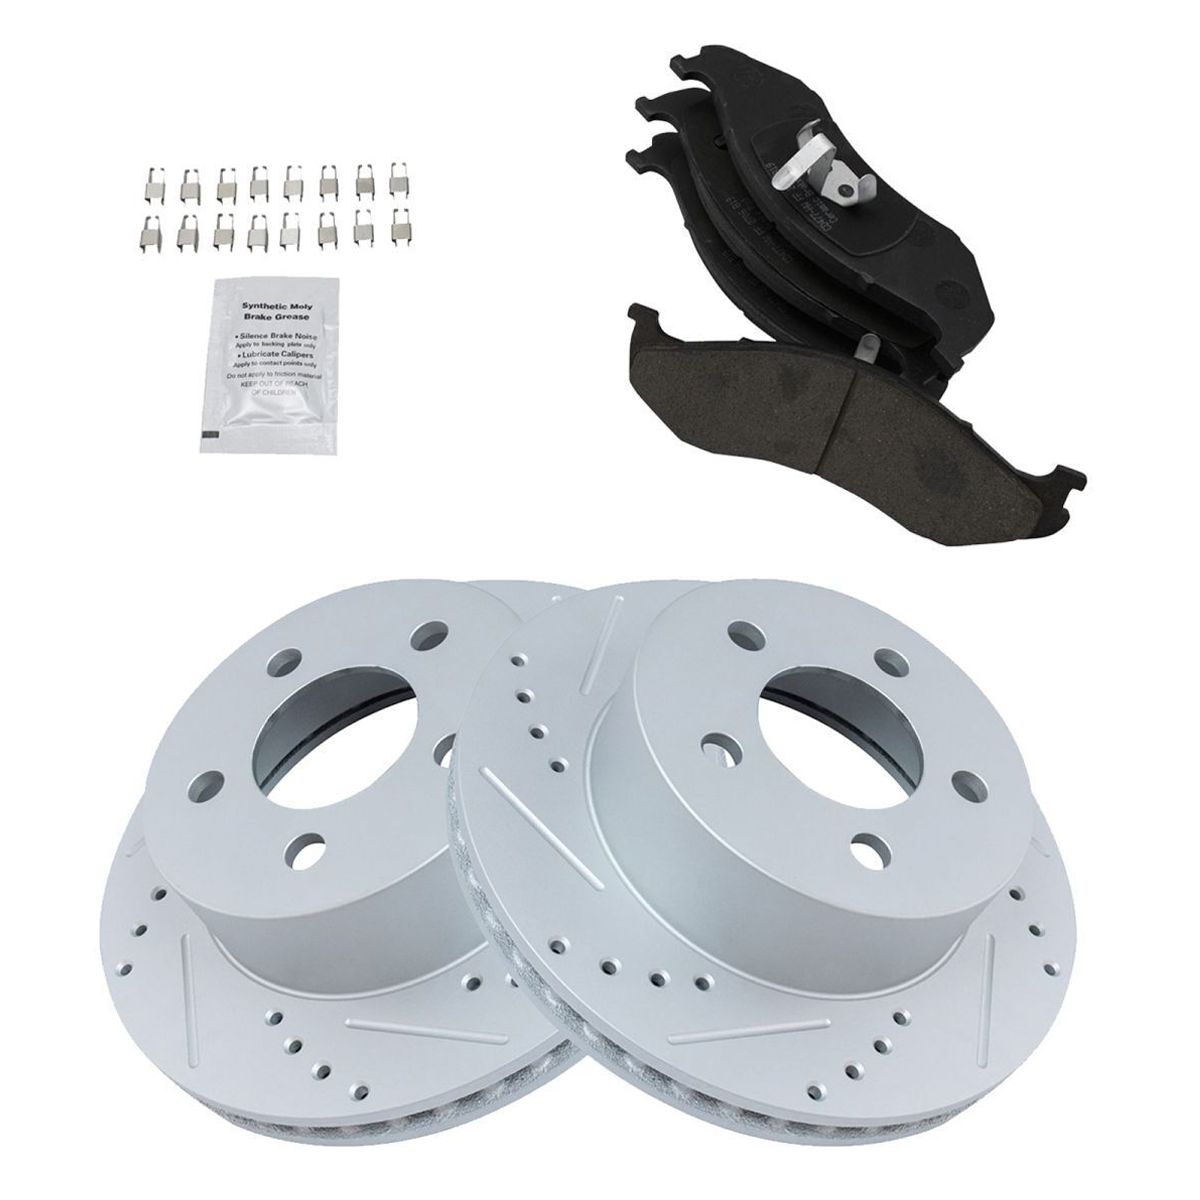 Synthetic Moly
Brake Grease
• Silence Brake Noise
Apply to backing plate only
• Lubricate Calipers
Apply to contact points only
Do not apply to friction material
KEEP OUT OF REACH
OF CHILDREN